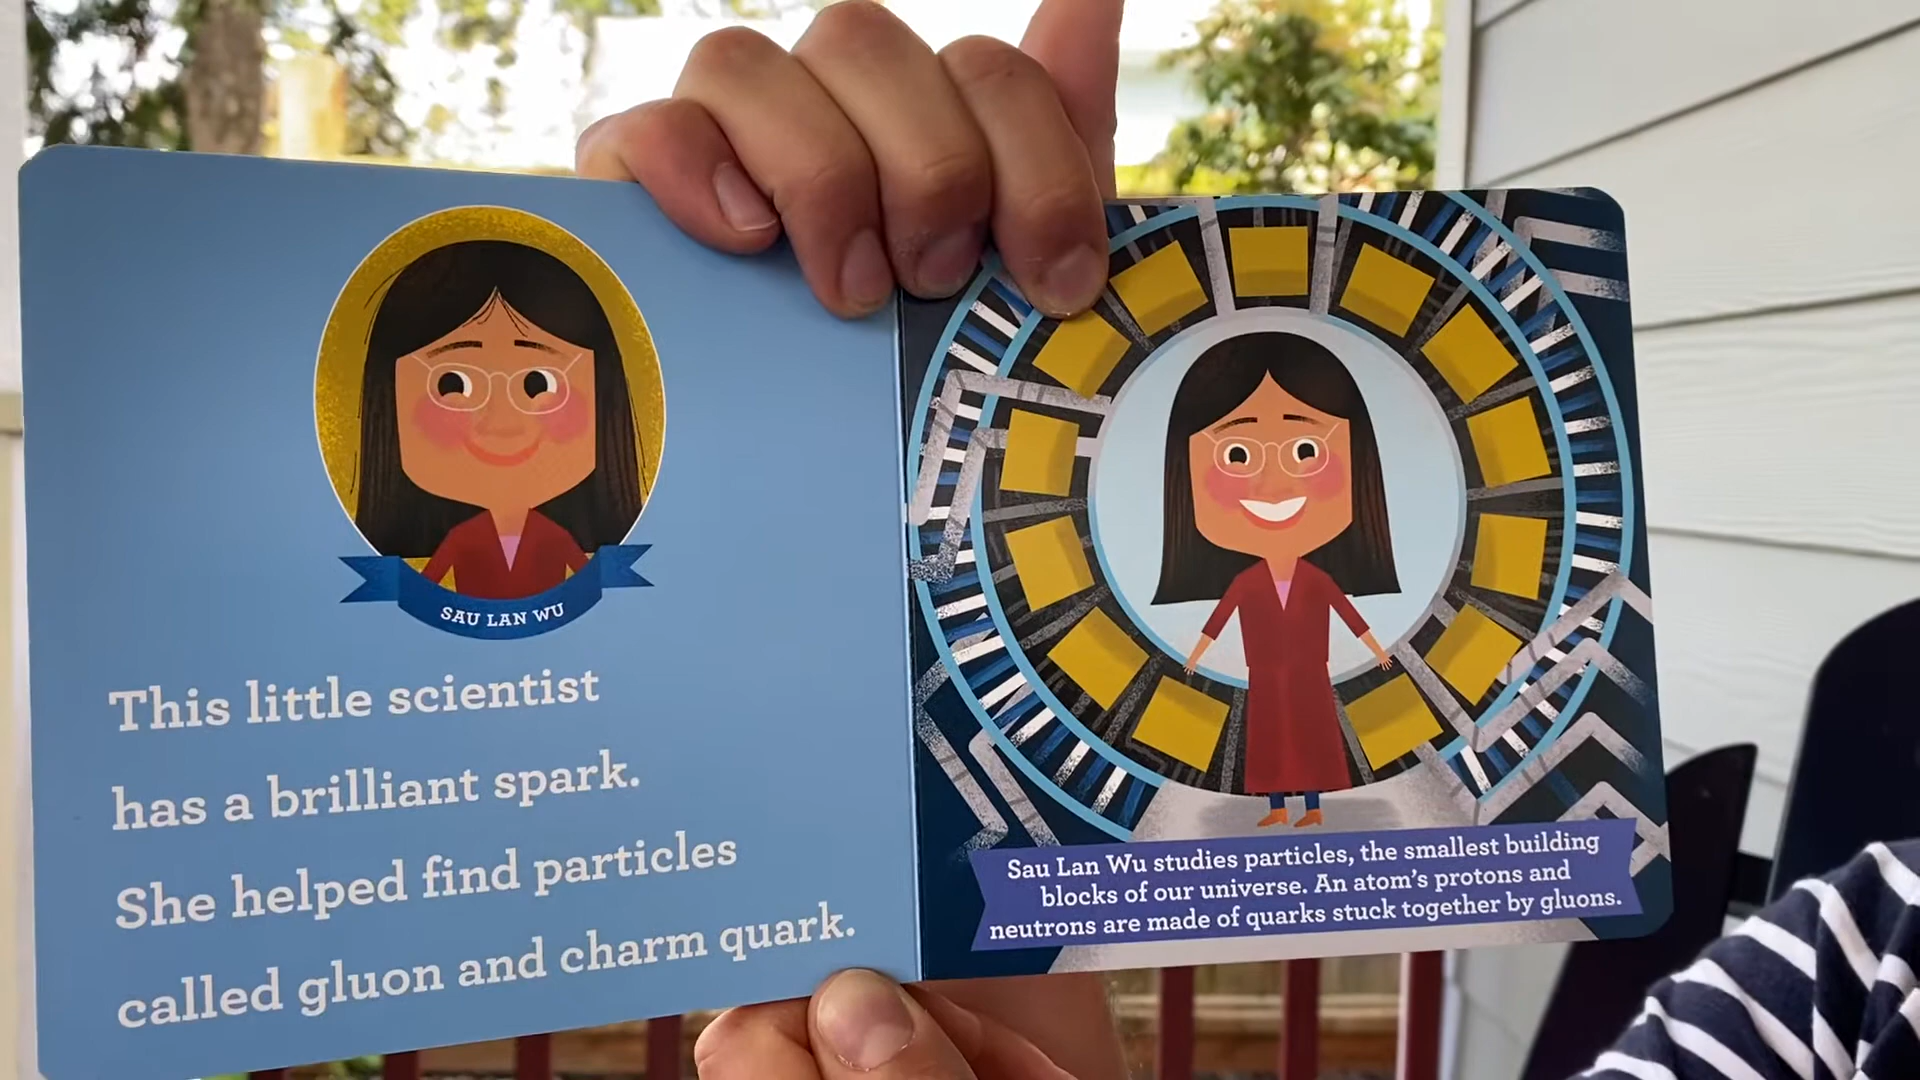 SAU LAN WU
This little scientist
has a brilliant spark.
She helped find particles
called gluon and charm quark.
Sau Lan Wu studies particles, the smallest building
blocks of our universe. An atom's protons and
neutrons are made of quarks stuck together by gluons.